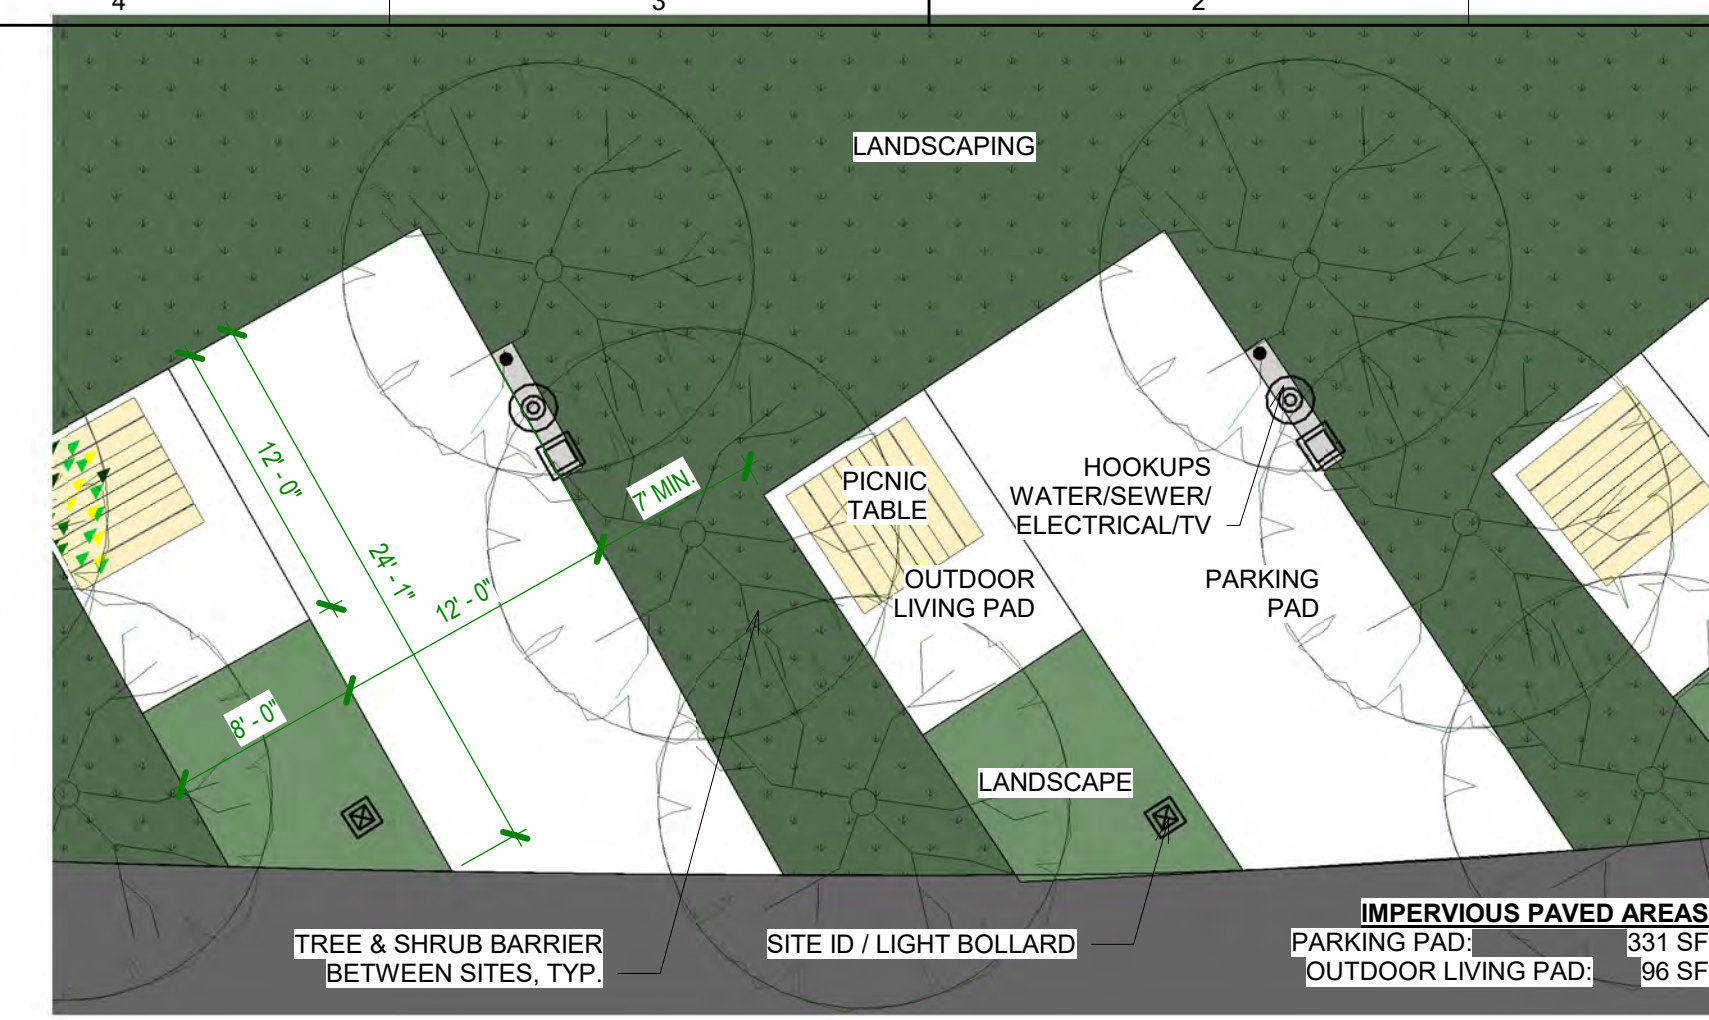 4 3 2
LANDSCAPING
12' - 0"
24' - 1"
7' MIN.
12' - 0"
8' - 0"
PICNIC
TABLE
HOOKUPS
WATER/SEWER/
ELECTRICAL/TV
OUTDOOR
LIVING PAD
PARKING
PAD
LANDSCAPE
TREE & SHRUB BARRIER
BETWEEN SITES, TYP.
SITE ID / LIGHT BOLLARD
IMPERVIOUS PAVED AREAS
PARKING PAD: 331 SF
OUTDOOR LIVING PAD: 96 SF